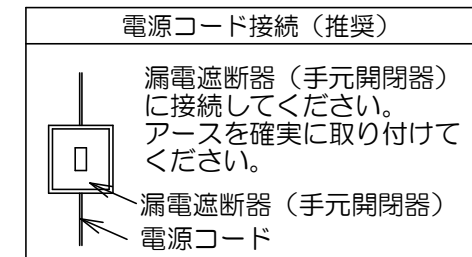 電源コード接続（推奨）
漏電遮断器（手元開閉器）
に接続してください。
アースを確実に取り付けて
ください。
漏電遮断器（手元開閉器）
電源コード